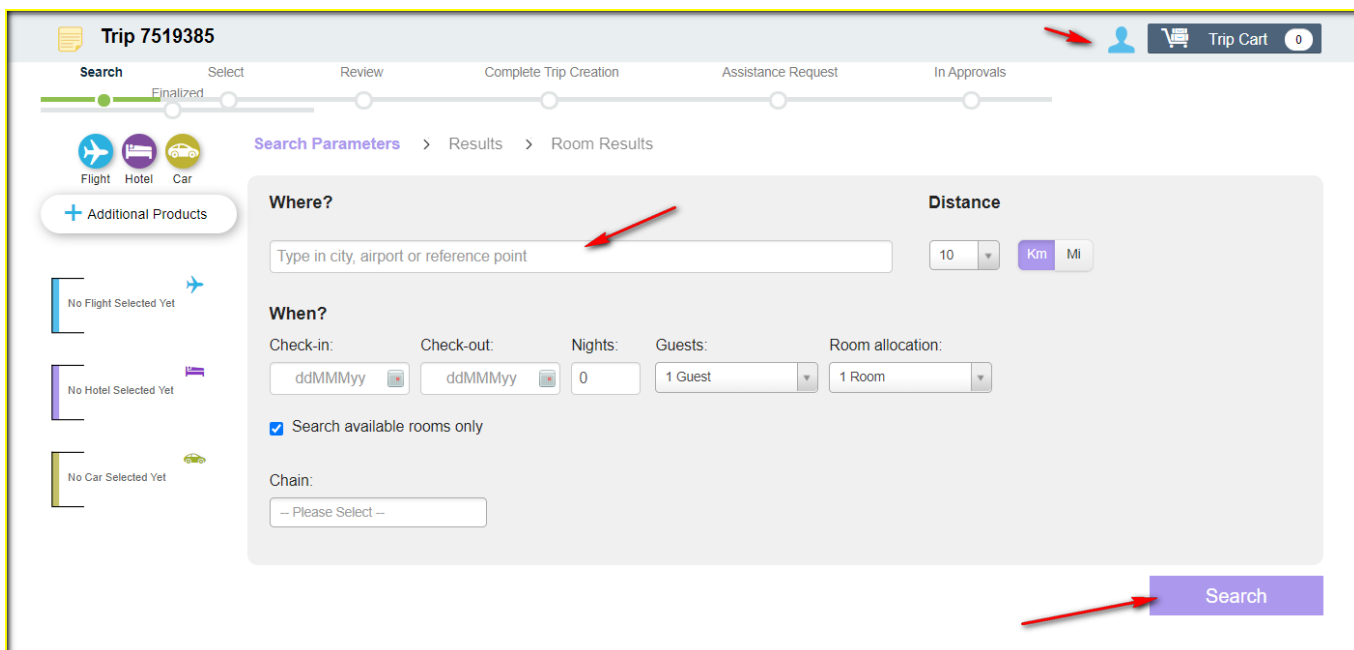 Trip 7519385
Trip Cart 0
Search Select Review Complete Trip Creation Assistance Request In Approvals
Finalized
Search Parameters > Results > Room Results
Flight Hotel Car
+ Additional Products
Where? Distance
Type in city, airport or reference point 10 Km Mi
No Flight Selected Yet
When?
Check-in: Check-out: Nights: Guests: Room allocation:
ddMMMyy ddMMMyy 0 1 Guest 1 Room
No Hotel Selected Yet
Search available rooms only
No Car Selected Yet
Chain:
-- Please Select --
Search